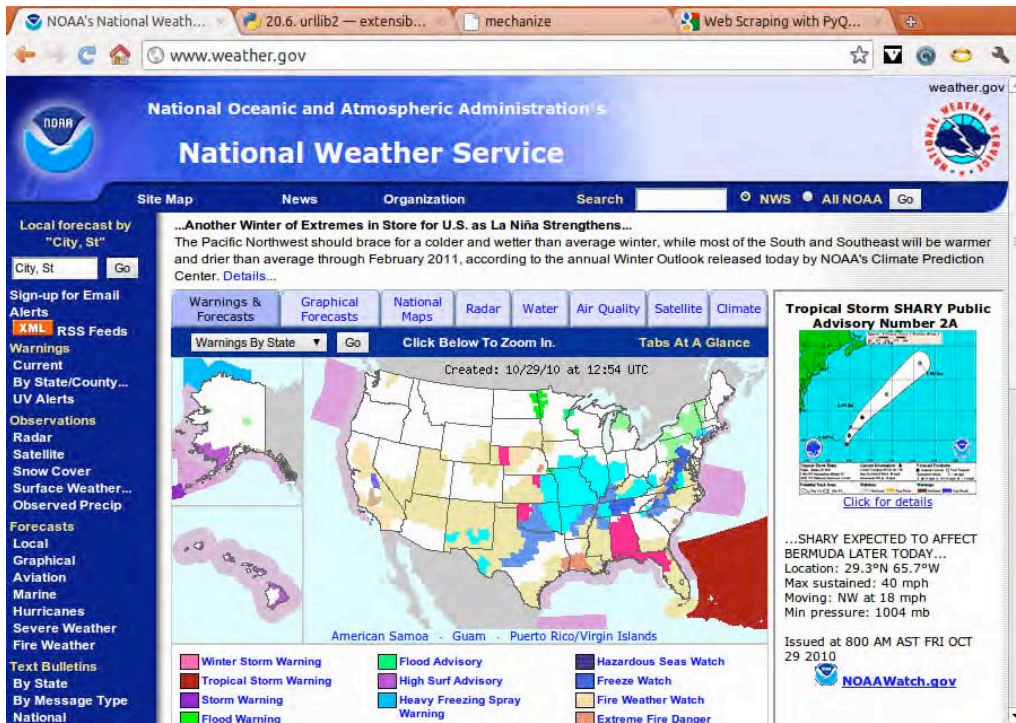 NOAA's National Weath...
20.6. urllib2 — extensib...
mechanize
Web Scraping with PyQ...
www.weather.gov
weather.gov
NOAA
National Oceanic and Atmospheric Administration's
National Weather Service
Site Map News Organization Search NWS All NOAA Go
Local forecast by
"City, St"
City, St Go
Sign-up for Email
Alerts
XML RSS Feeds
Warnings
Current
By State/County...
UV Alerts
Observations
Radar
Satellite
Snow Cover
Surface Weather...
Observed Precip
Forecasts
Local
Graphical
Aviation
Marine
Hurricanes
Severe Weather
Fire Weather
Text Bulletins
By State
By Message Type
National
...Another Winter of Extremes in Store for U.S. as La Niña Strengthens...
The Pacific Northwest should brace for a colder and wetter than average winter, while most of the South and Southeast will be warmer
and drier than average through February 2011, according to the annual Winter Outlook released today by NOAA's Climate Prediction
Center. Details...
Warnings &
Forecasts
Graphical
Forecasts
National
Maps
Radar
Water
Air Quality
Satellite
Climate
Warnings By State Go Click Below To Zoom In. Tabs At A Glance
Created: 10/29/10 at 12:54 UTC
American Samoa - Guam - Puerto Rico/Virgin Islands
Winter Storm Warning
Tropical Storm Warning
Storm Warning
Flood Warning
Flood Advisory
High Surf Advisory
Heavy Freezing Spray
Warning
Hazardous Seas Watch
Freeze Watch
Fire Weather Watch
Extreme Fire Danger
Tropical Storm SHARY Public
Advisory Number 2A
Click for details
...SHARY EXPECTED TO AFFECT
BERMUDA LATER TODAY...
Location: 29.3°N 65.7°W
Max sustained: 40 mph
Moving: NW at 18 mph
Min pressure: 1004 mb
Issued at 800 AM AST FRI OCT
29 2010
NOAAWatch.gov